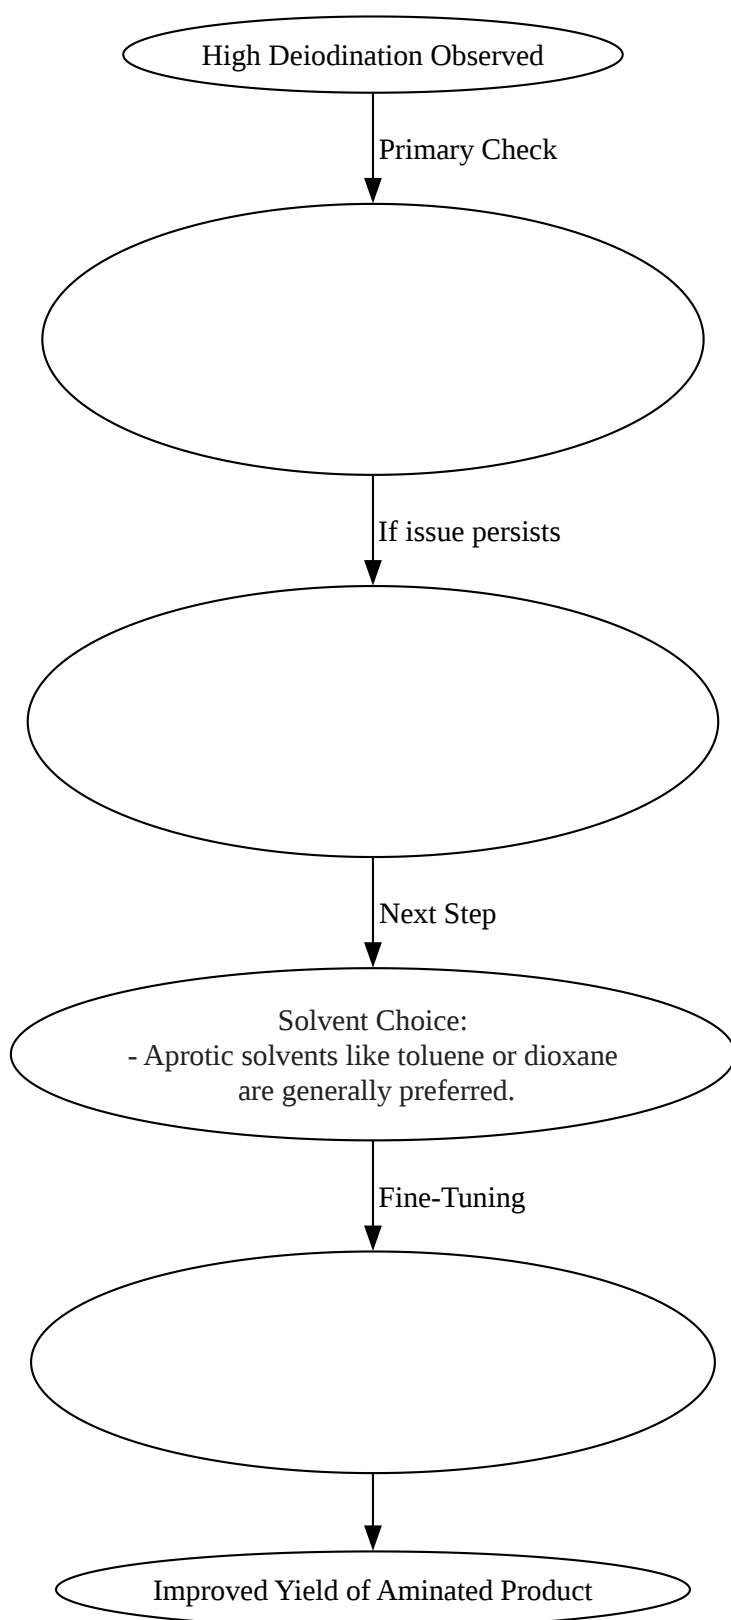 High Deiodination Observed
Primary Check
If issue persists
Next Step
Solvent Choice:
- Aprotic solvents like toluene or dioxane
are generally preferred.
Fine-Tuning
Improved Yield of Aminated Product